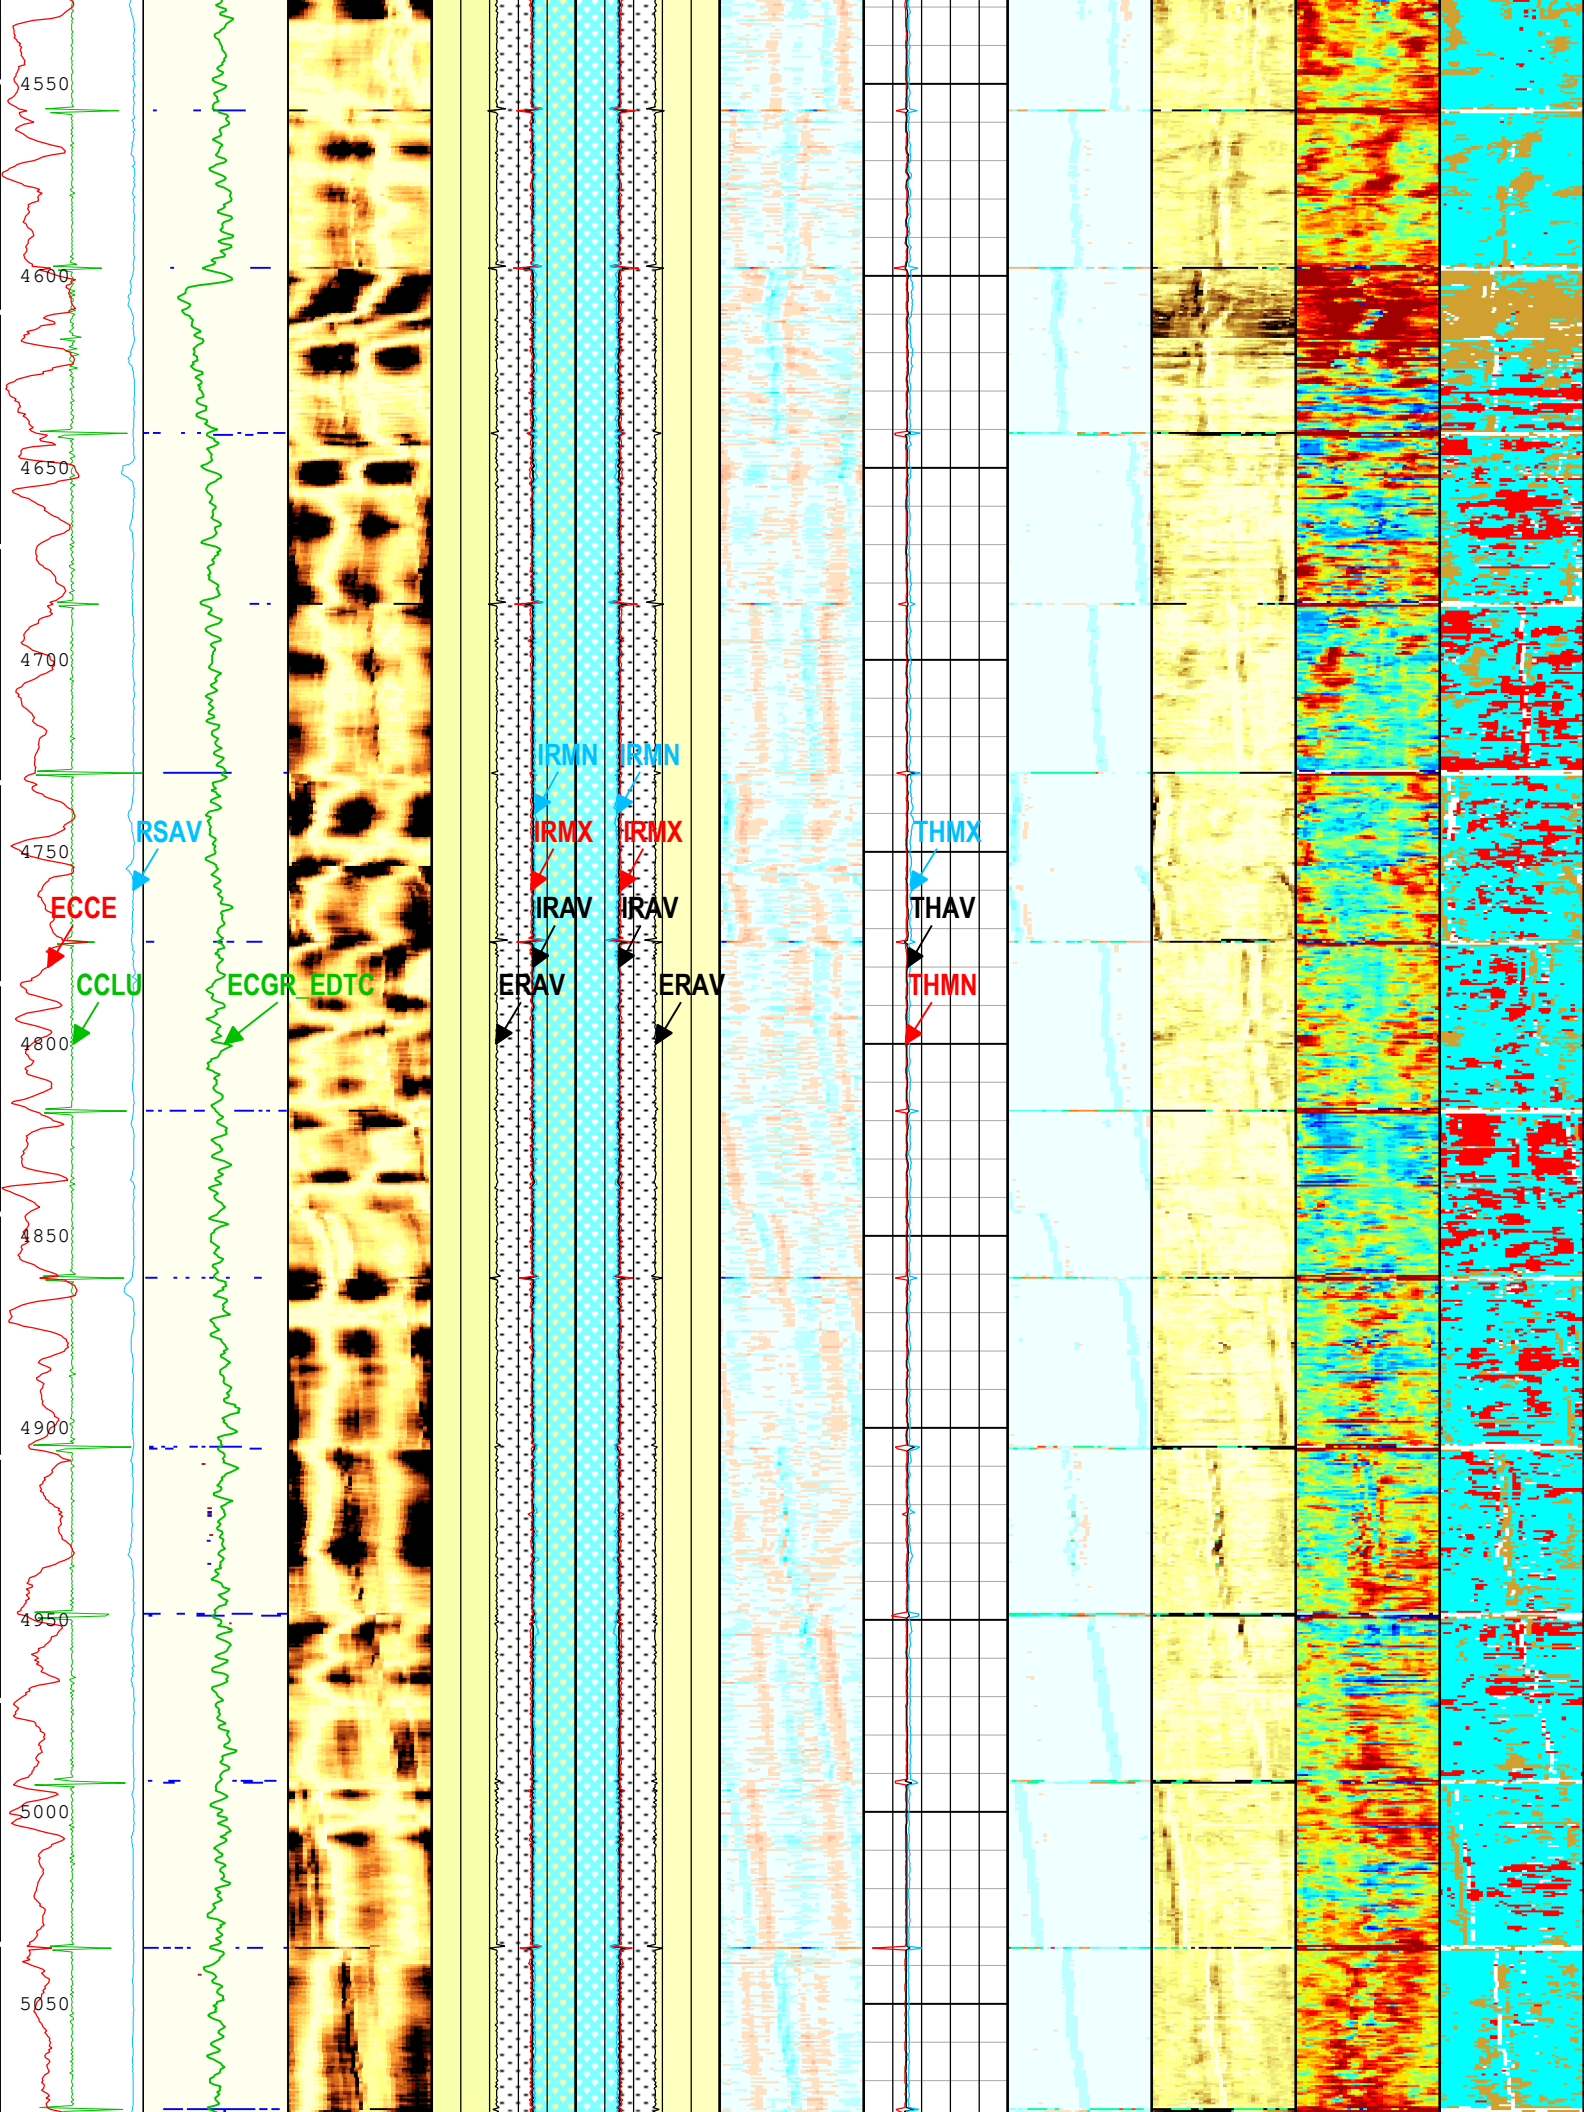 4550
4600
4650
4700
IRMN IRMN
RSAV IRMX IRMX THMX
4750
ECCE IRAV IRAV THAV
CCLU ECGR_EDTC ERAV ERAV THMN
4800
4850
4900
4950
5000
5050